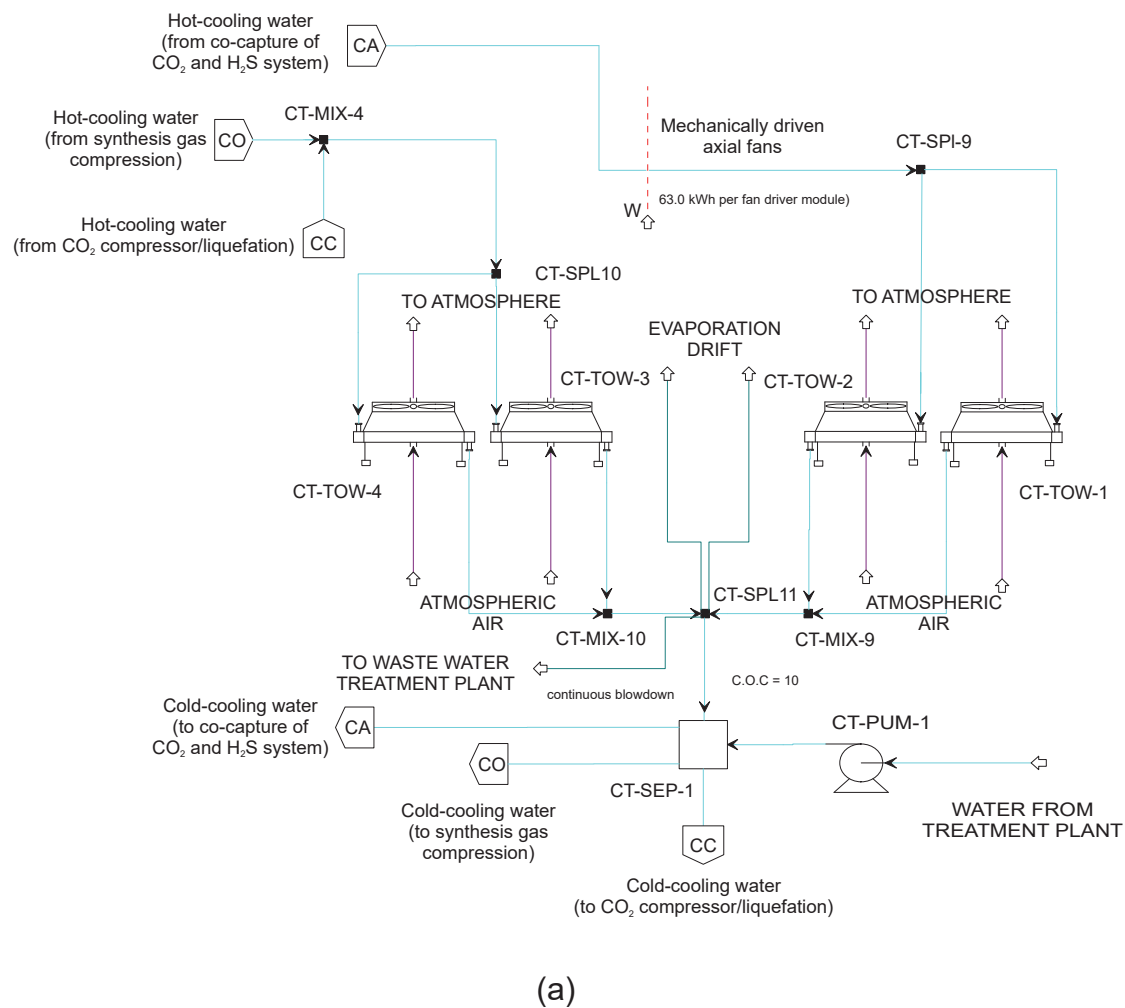 Hot-cooling water
(from co-capture of
CO₂ and H₂S system)
CA
Hot-cooling water
(from synthesis gas
compression)
CO
CT-MIX-4
Mechanically driven
axial fans
CT-SPI-9
W
63.0 kWh per fan driver module)
Hot-cooling water
(from CO₂ compressor/liquefation)
CC
CT-SPL10
TO ATMOSPHERE
TO ATMOSPHERE
EVAPORATION
DRIFT
CT-TOW-3
CT-TOW-2
CT-TOW-4
CT-TOW-1
ATMOSPHERIC
AIR
CT-SPL11
ATMOSPHERIC
AIR
CT-MIX-10
CT-MIX-9
TO WASTE WATER
TREATMENT PLANT
continuous blowdown
C.O.C = 10
Cold-cooling water
(to co-capture of
CO₂ and H₂S system)
CA
CT-PUM-1
CO
CT-SEP-1
Cold-cooling water
(to synthesis gas
compression)
WATER FROM
TREATMENT PLANT
CC
Cold-cooling water
(to CO₂ compressor/liquefation)
(a)